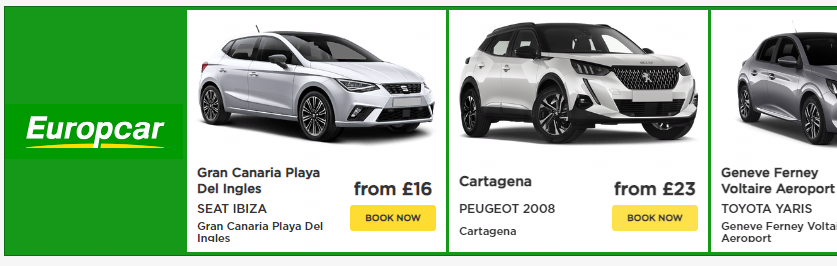 Europcar
Gran Canaria Playa
Del Ingles
from £16
SEAT IBIZA
BOOK NOW
Gran Canaria Playa Del
Ingles
Cartagena
from £23
PEUGEOT 2008
BOOK NOW
Cartagena
Geneve Ferney
Voltaire Aeroport
TOYOTA YARIS
Geneve Ferney
Aeroport